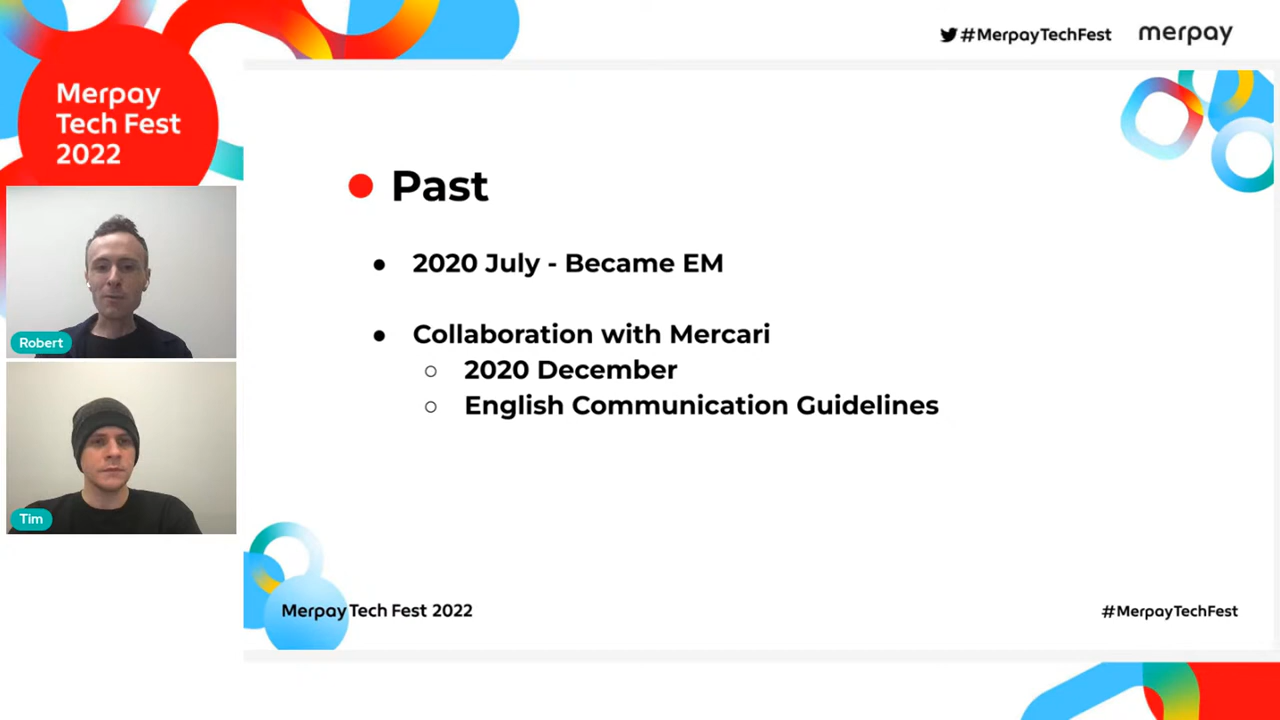 #MerpayTechFest
merpay
Merpay
Tech Fest
2022
Past
● 2020 July - Became EM
● Collaboration with Mercari
○ 2020 December
○ English Communication Guidelines
Robert
Tim
Merpay Tech Fest 2022
#MerpayTechFest